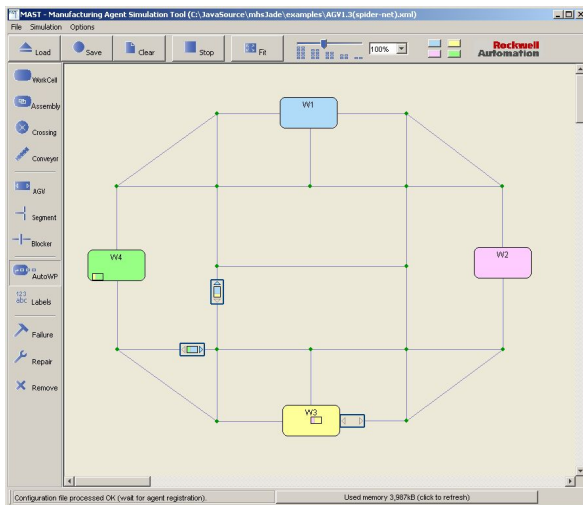 MAST - Manufacturing Agent Simulation Tool (C:\JavaSource\mhsJade\examples\AGV1.3(spider-net).xml)
File Simulation Options
Load Save Clear Stop Fit 100% Rockwell Automation
WorkCell
Assembly
Crossing
Conveyor
AGV
Segment
Blocker
AutoWP
123
abc Labels
Failure
Repair
Remove
W1
W4
W2
W3
Configuration file processed OK (wait for agent registration). Used memory 3,987kB (click to refresh)